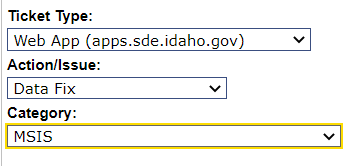 Ticket Type:
Web App (apps.sde.idaho.gov)
Action/Issue:
Data Fix
Category:
MSIS